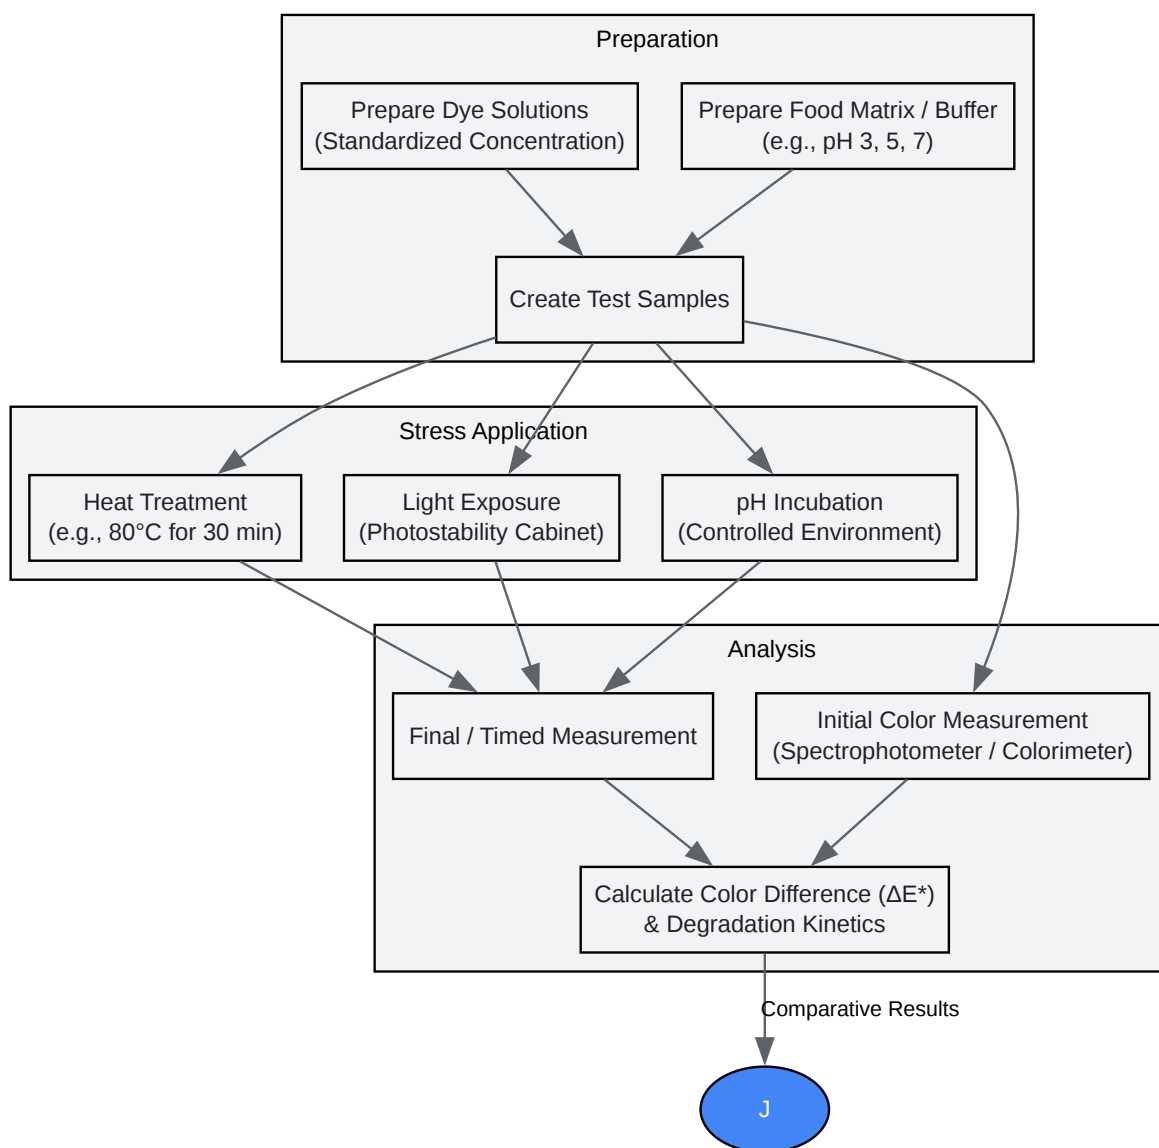 Preparation
Prepare Dye Solutions
(Standardized Concentration)
Prepare Food Matrix / Buffer
(e.g., pH 3, 5, 7)
Create Test Samples
Stress Application
Heat Treatment
(e.g., 80°C for 30 min)
Light Exposure
(Photostability Cabinet)
pH Incubation
(Controlled Environment)
Analysis
Final / Timed Measurement
Initial Color Measurement
(Spectrophotometer / Colorimeter)
Calculate Color Difference (ΔE*)
& Degradation Kinetics
Comparative Results
J